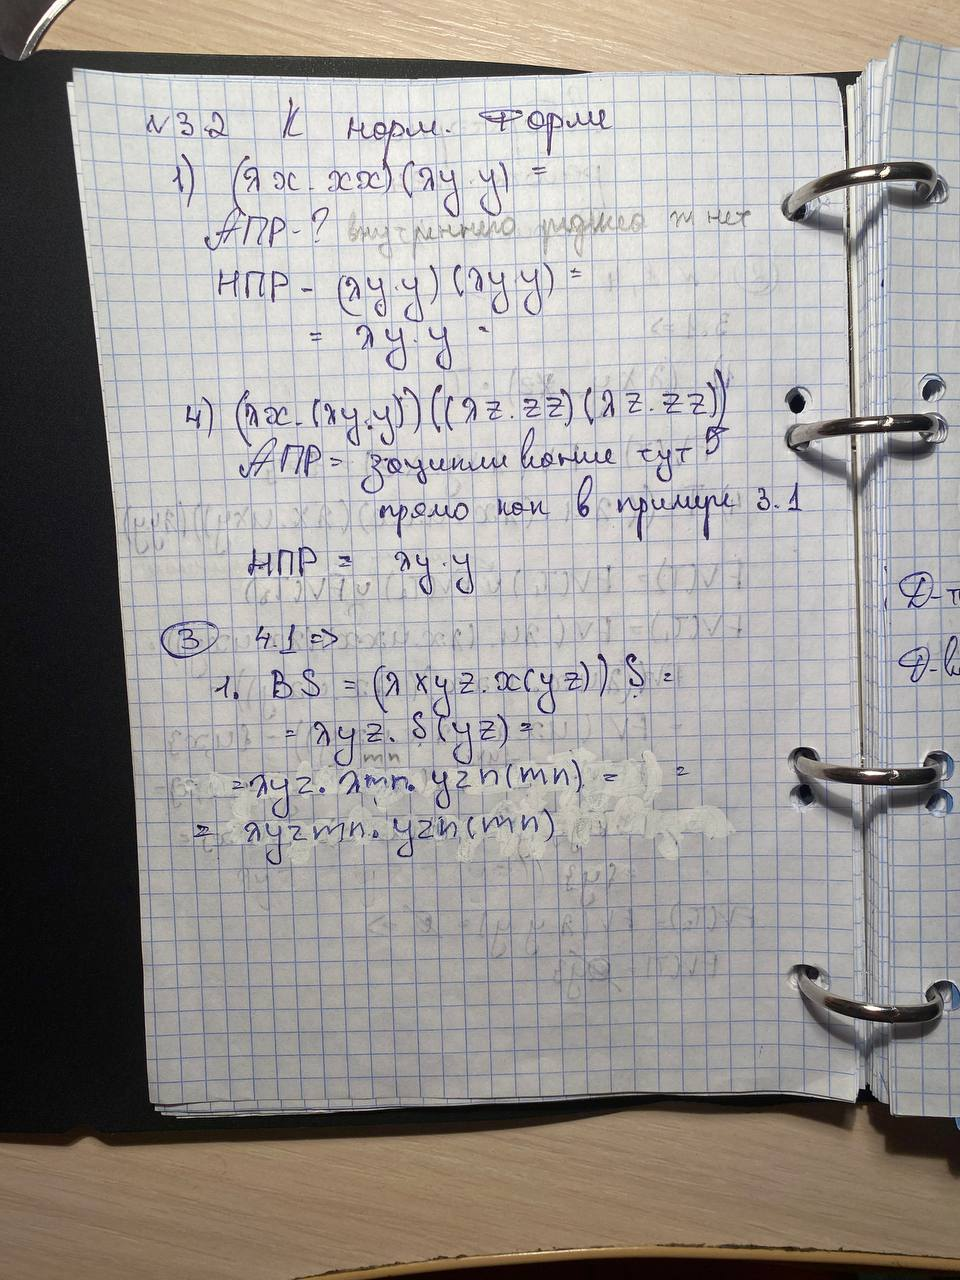 №3.2 К норм. форме
1) (λx. xx)(λy. y) =
АПР - ? внутреннего редекса ж нет
НПР - (λy. y)(λy y) =
= λy. y
4) (λx. (λy. y))((λz. zz)(λz. zz))
АПР = зацикливание тут
прямо как в примере 3.1
НПР = λy. y
③ 4.1 =>
1. BS = (λxyz. x(yz)) S =
= λyz. S(yz) =
mn
= λyz. λmn. yzn(mn) = =
= λyzmn. yzn(mn)